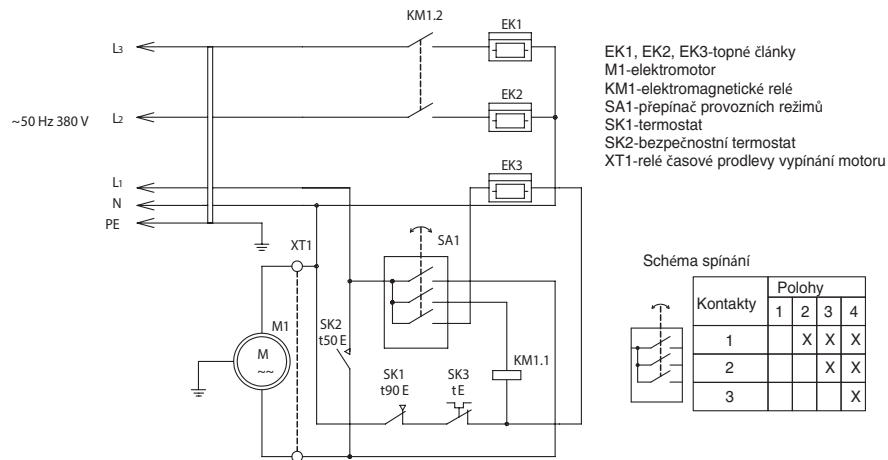 KM1.2
EK1
L3
EK2
~50 Hz 380 V
L2
EK3
L1
N
PE
XT1
SA1
M1
M
~~
SK2
t50 E
SK1
t90 E
SK3
tE
KM1.1
EK1, EK2, EK3-topné články
M1-elektromotor
KM1-elektromagnetické relé
SA1-přepínač provozních režimů
SK1-termostat
SK2-bezpečnostní termostat
XT1-relé časové prodlevy vypínání motoru
Schéma spínání
Kontakty Polohy
1 2 3 4
1 X X X
2 X X
3 X